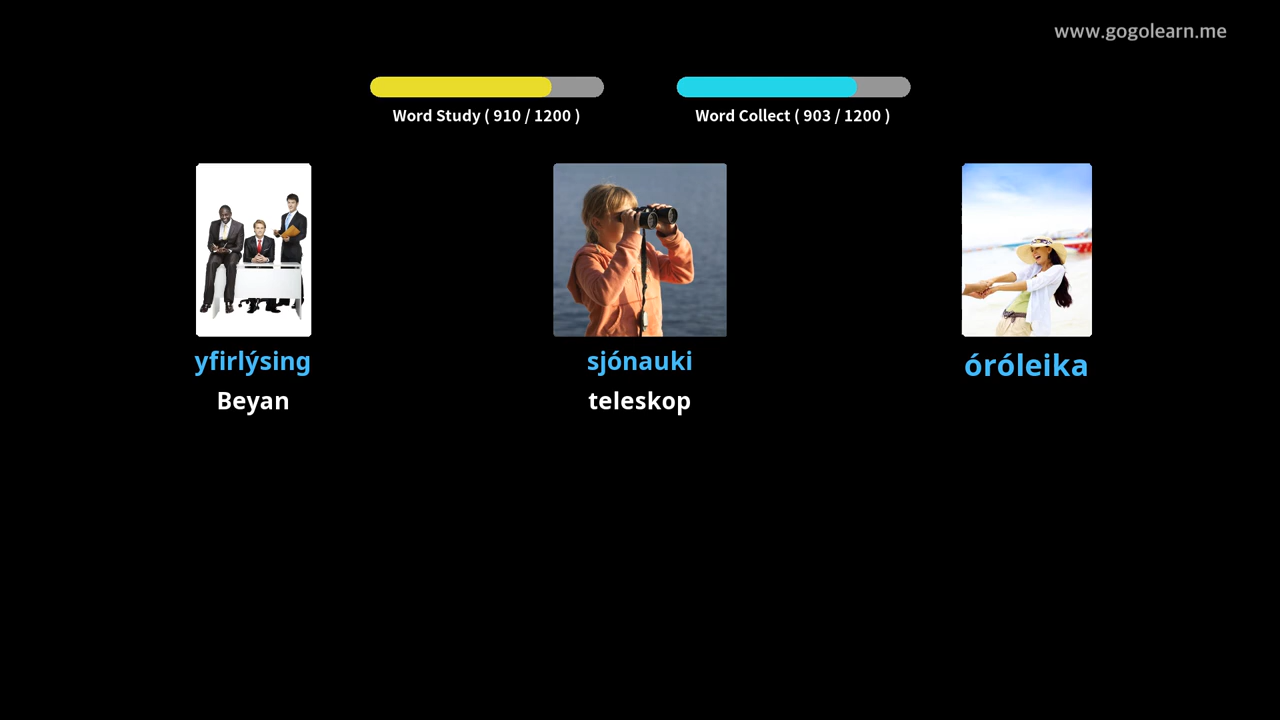 www.gogolearn.me
Word Study ( 910 / 1200 )
Word Collect ( 903 / 1200 )
yfirlýsing
Beyan
sjónauki
teleskop
óróleika